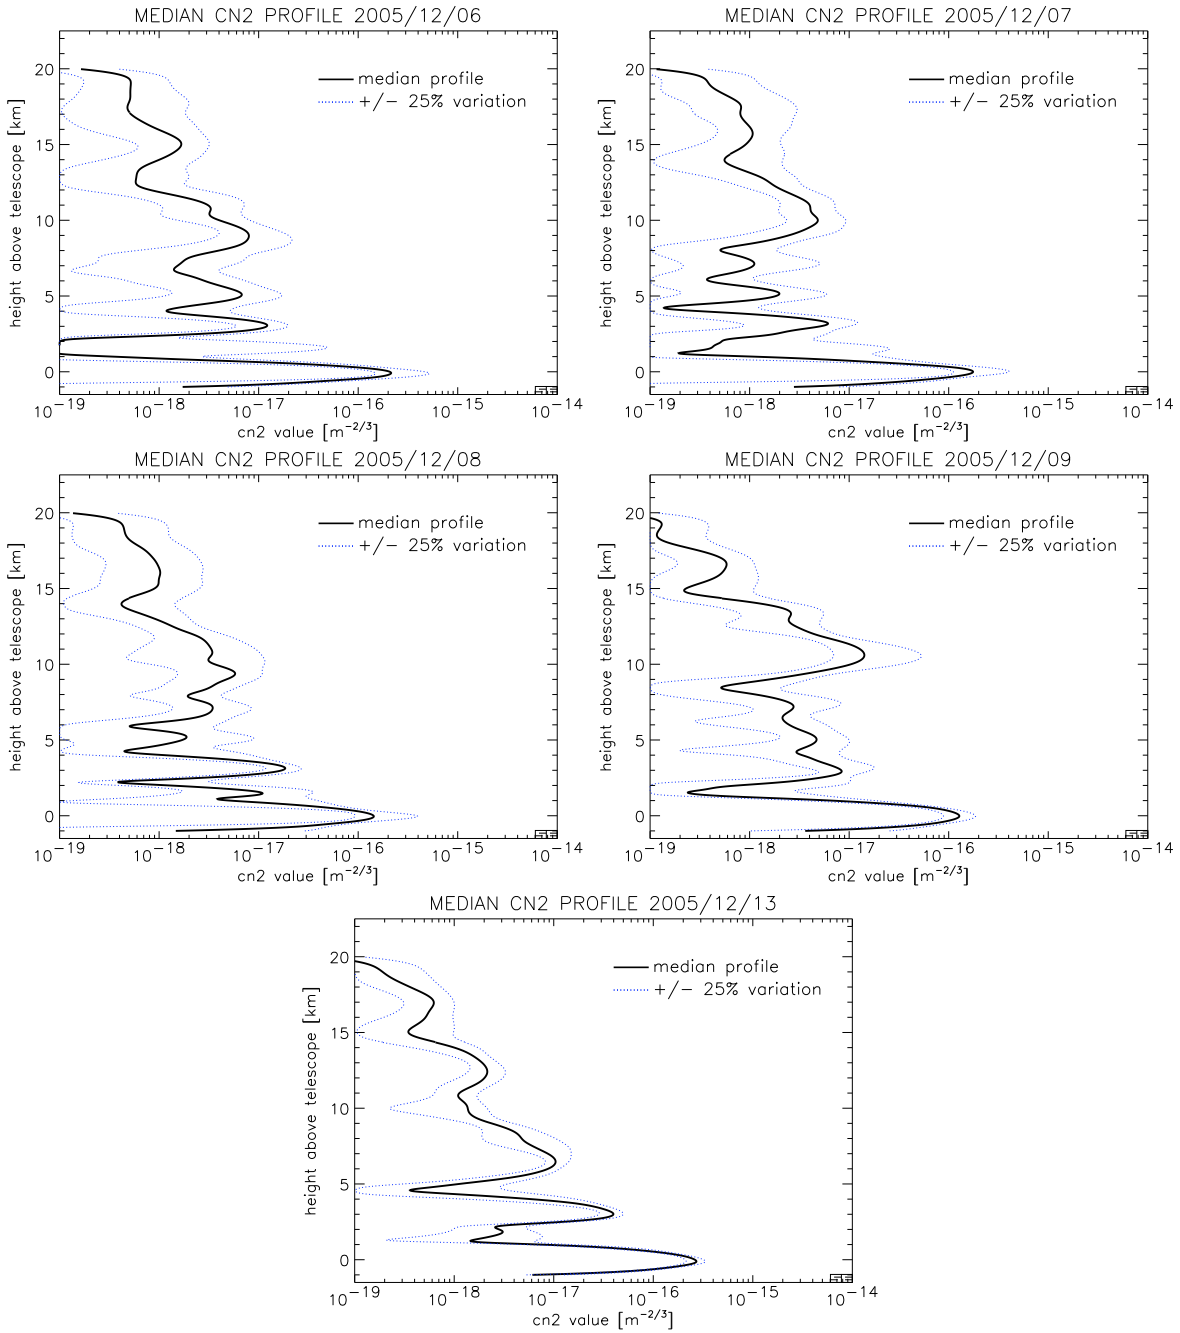 MEDIAN CN2 PROFILE 2005/12/06
height above telescope [km]
20
15
10
5
0
median profile
+/- 25% variation
10^-19 10^-18 10^-17 10^-16 10^-15 10^-14
cn2 value [m^-2/3]
MEDIAN CN2 PROFILE 2005/12/07
height above telescope [km]
20
15
10
5
0
median profile
+/- 25% variation
10^-19 10^-18 10^-17 10^-16 10^-15 10^-14
cn2 value [m^-2/3]
MEDIAN CN2 PROFILE 2005/12/08
height above telescope [km]
20
15
10
5
0
median profile
+/- 25% variation
10^-19 10^-18 10^-17 10^-16 10^-15 10^-14
cn2 value [m^-2/3]
MEDIAN CN2 PROFILE 2005/12/09
height above telescope [km]
20
15
10
5
0
median profile
+/- 25% variation
10^-19 10^-18 10^-17 10^-16 10^-15 10^-14
cn2 value [m^-2/3]
MEDIAN CN2 PROFILE 2005/12/13
height above telescope [km]
20
15
10
5
0
median profile
+/- 25% variation
10^-19 10^-18 10^-17 10^-16 10^-15 10^-14
cn2 value [m^-2/3]